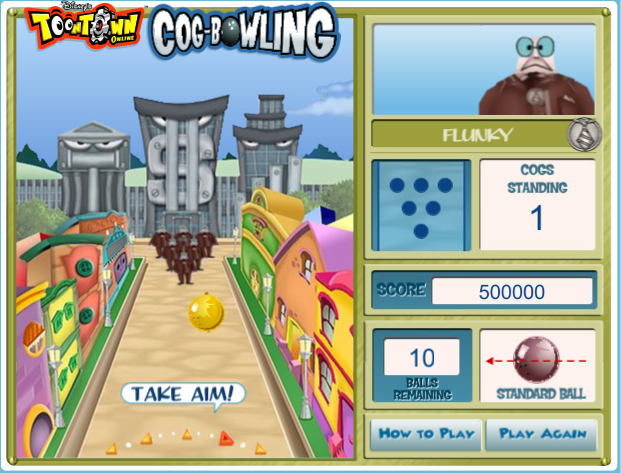 Disney's
TOONTOWN
ONLINE
COG-BOWLING
FLUNKY
COGS
STANDING
1
SCORE 500000
10
BALLS
REMAINING
STANDARD BALL
TAKE AIM!
HOW TO PLAY
PLAY AGAIN